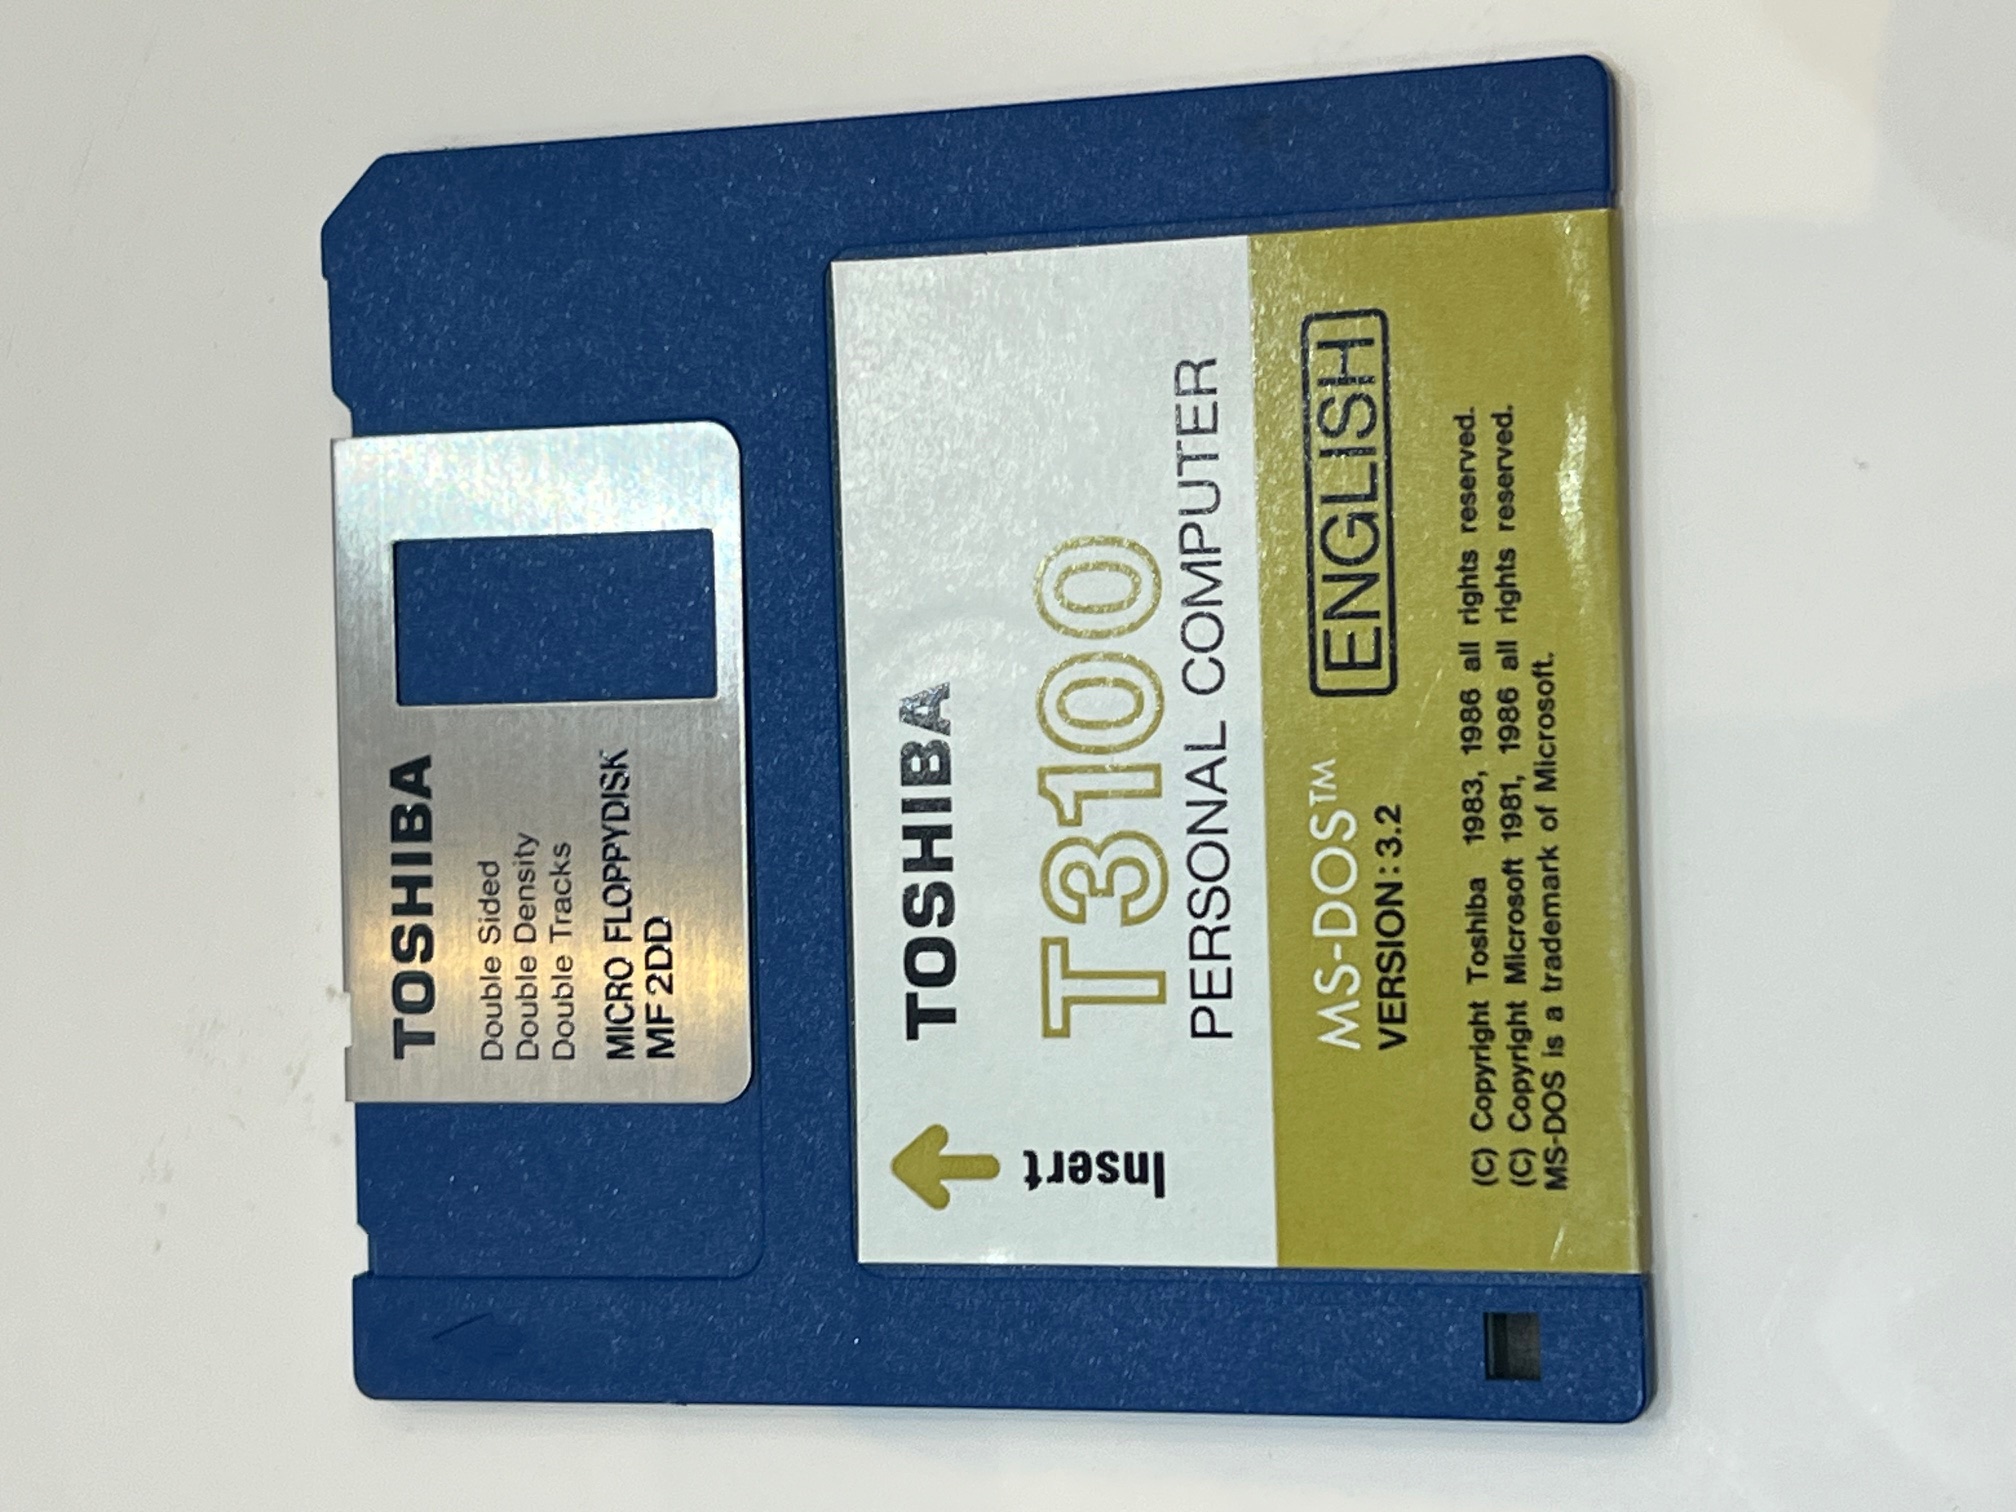 TOSHIBA
Double Sided
Double Density
Double Tracks
MICRO FLOPPYDISK
MF 2DD
Insert
TOSHIBA
T3100
PERSONAL COMPUTER
MS-DOS™
VERSION:3.2
ENGLISH
(C) Copyright Toshiba 1983, 1986 all rights reserved.
(C) Copyright Microsoft 1981, 1986 all rights reserved.
MS-DOS is a trademark of Microsoft.